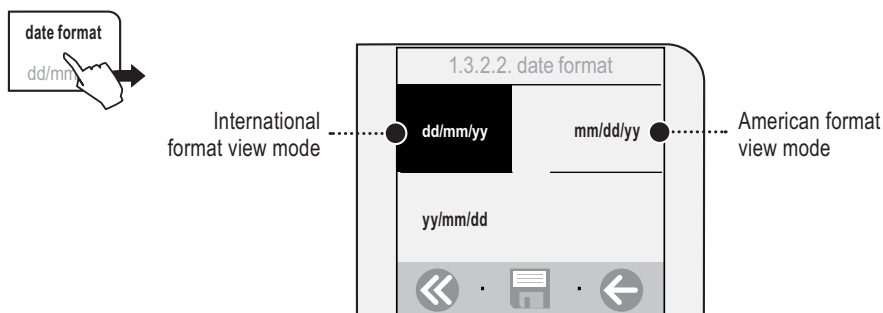 date format
dd/mm
1.3.2.2. date format
International
format view mode
dd/mm/yy
mm/dd/yy
American format
view mode
yy/mm/dd